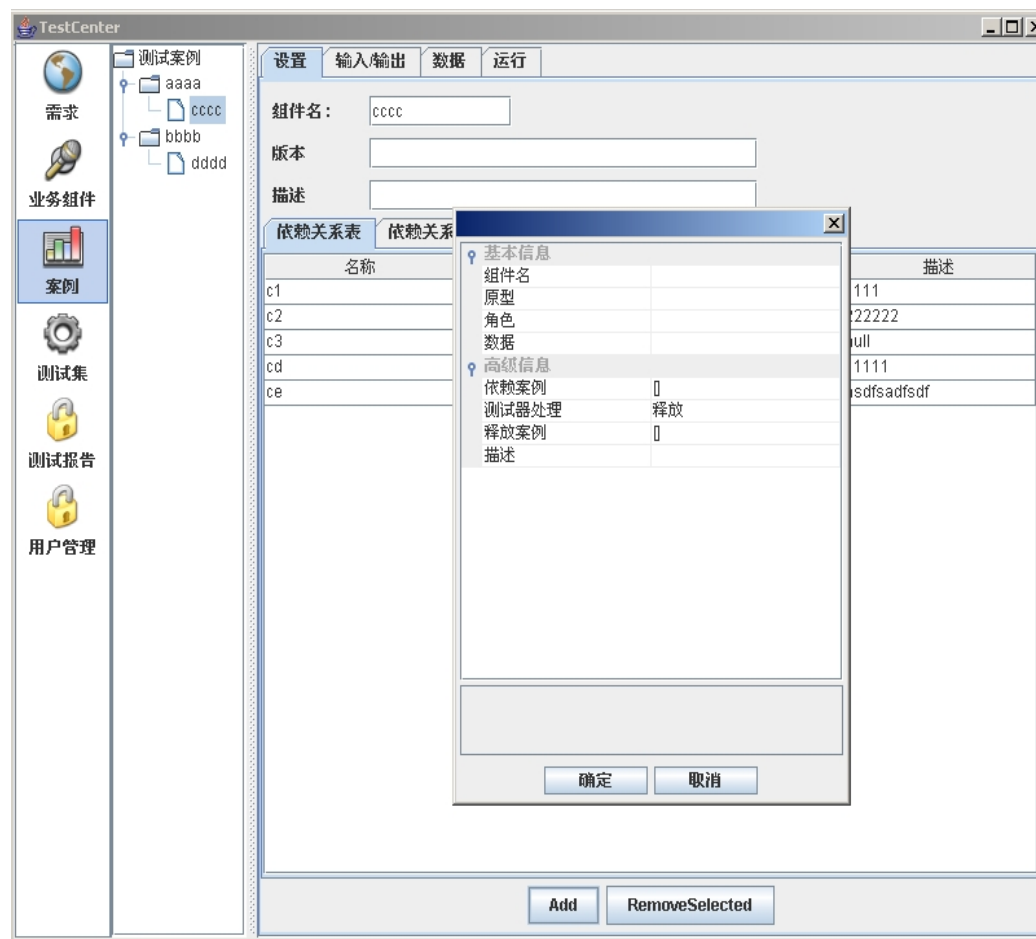 TestCenter
需求
业务组件
案例
测试集
测试报告
用户管理
测试案例
aaaa
cccc
bbbb
dddd
设置 输入/输出 数据 运行
组件名： cccc
版本
描述
依赖关系表 依赖关系
名称 描述
c1
c2 222222
c3
cd
ce
基本信息
组件名
原型
角色
数据
高级信息
依赖案例 []
测试器处理 释放
释放案例 []
描述
确定 取消
Add RemoveSelected